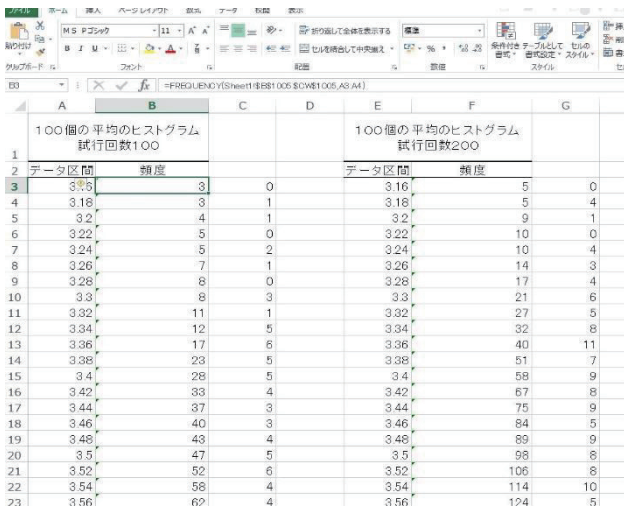 ファイル ホーム 挿入 ページレイアウト 数式 データ 校閲 表示
MS Pゴシック 11 A A 折り返して全体を表示する 標準
貼り付け B I U A セルを結合して中央揃え % 条件付き 書式 テーブルとして 書式設定 セルの スタイル
クリップボード フォント 配置 数値 スタイル
B3 fx =FREQUENCY(Sheet1!$B$1005:$CW$1005,A3:A4)
A B C D E F G
1 100個の平均のヒストグラム 試行回数100 100個の平均のヒストグラム 試行回数200
2 データ区間 頻度 データ区間 頻度
3 3.16 3 0 3.16 5 0
4 3.18 3 1 3.18 5 4
5 3.2 4 1 3.2 9 1
6 3.22 5 0 3.22 10 0
7 3.24 5 2 3.24 10 4
8 3.26 7 1 3.26 14 3
9 3.28 8 0 3.28 17 4
10 3.3 8 3 3.3 21 6
11 3.32 11 1 3.32 27 5
12 3.34 12 5 3.34 32 8
13 3.36 17 6 3.36 40 11
14 3.38 23 5 3.38 51 7
15 3.4 28 5 3.4 58 9
16 3.42 33 4 3.42 67 8
17 3.44 37 3 3.44 75 9
18 3.46 40 3 3.46 84 5
19 3.48 43 4 3.48 89 9
20 3.5 47 5 3.5 98 8
21 3.52 52 6 3.52 106 8
22 3.54 58 4 3.54 114 10
23 3.56 62 4 3.56 124 5